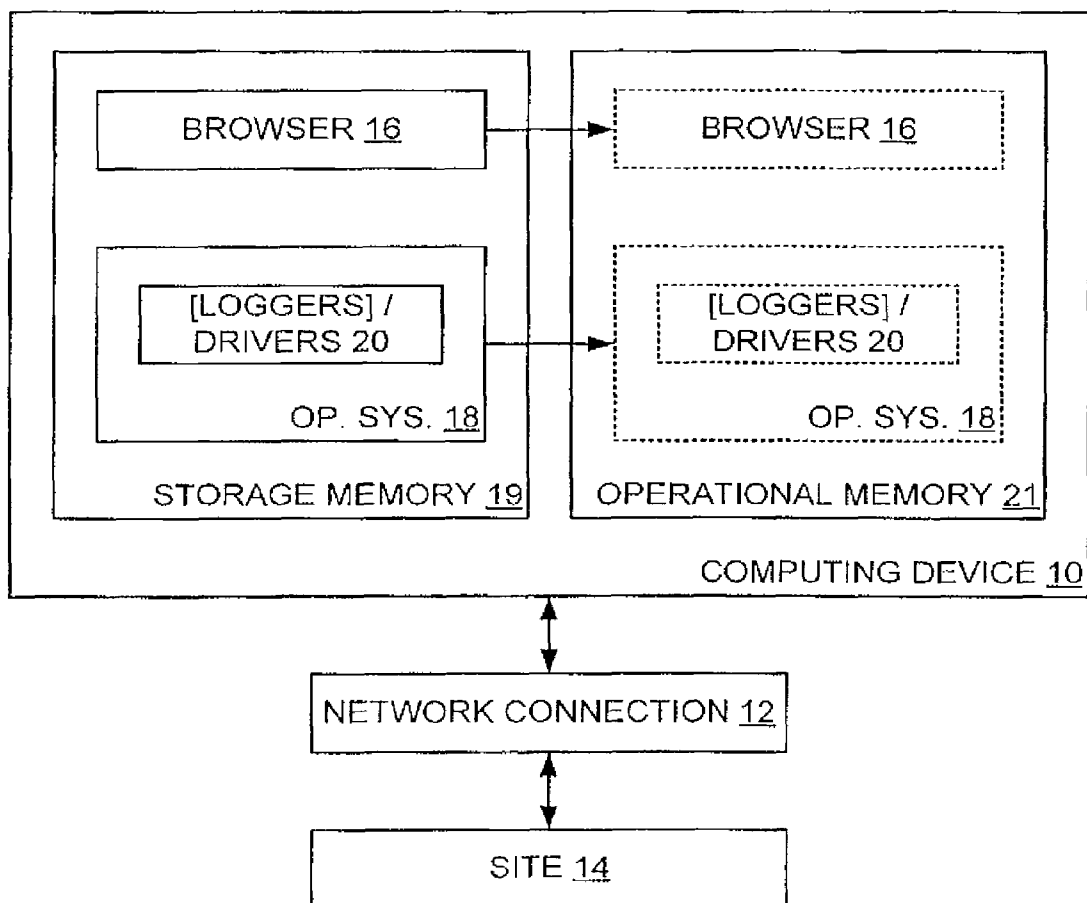 BROWSER 16
BROWSER 16
[LOGGERS] /
DRIVERS 20
[LOGGERS] /
DRIVERS 20
OP. SYS. 18
OP. SYS. 18
STORAGE MEMORY 19
OPERATIONAL MEMORY 21
COMPUTING DEVICE 10
NETWORK CONNECTION 12
SITE 14